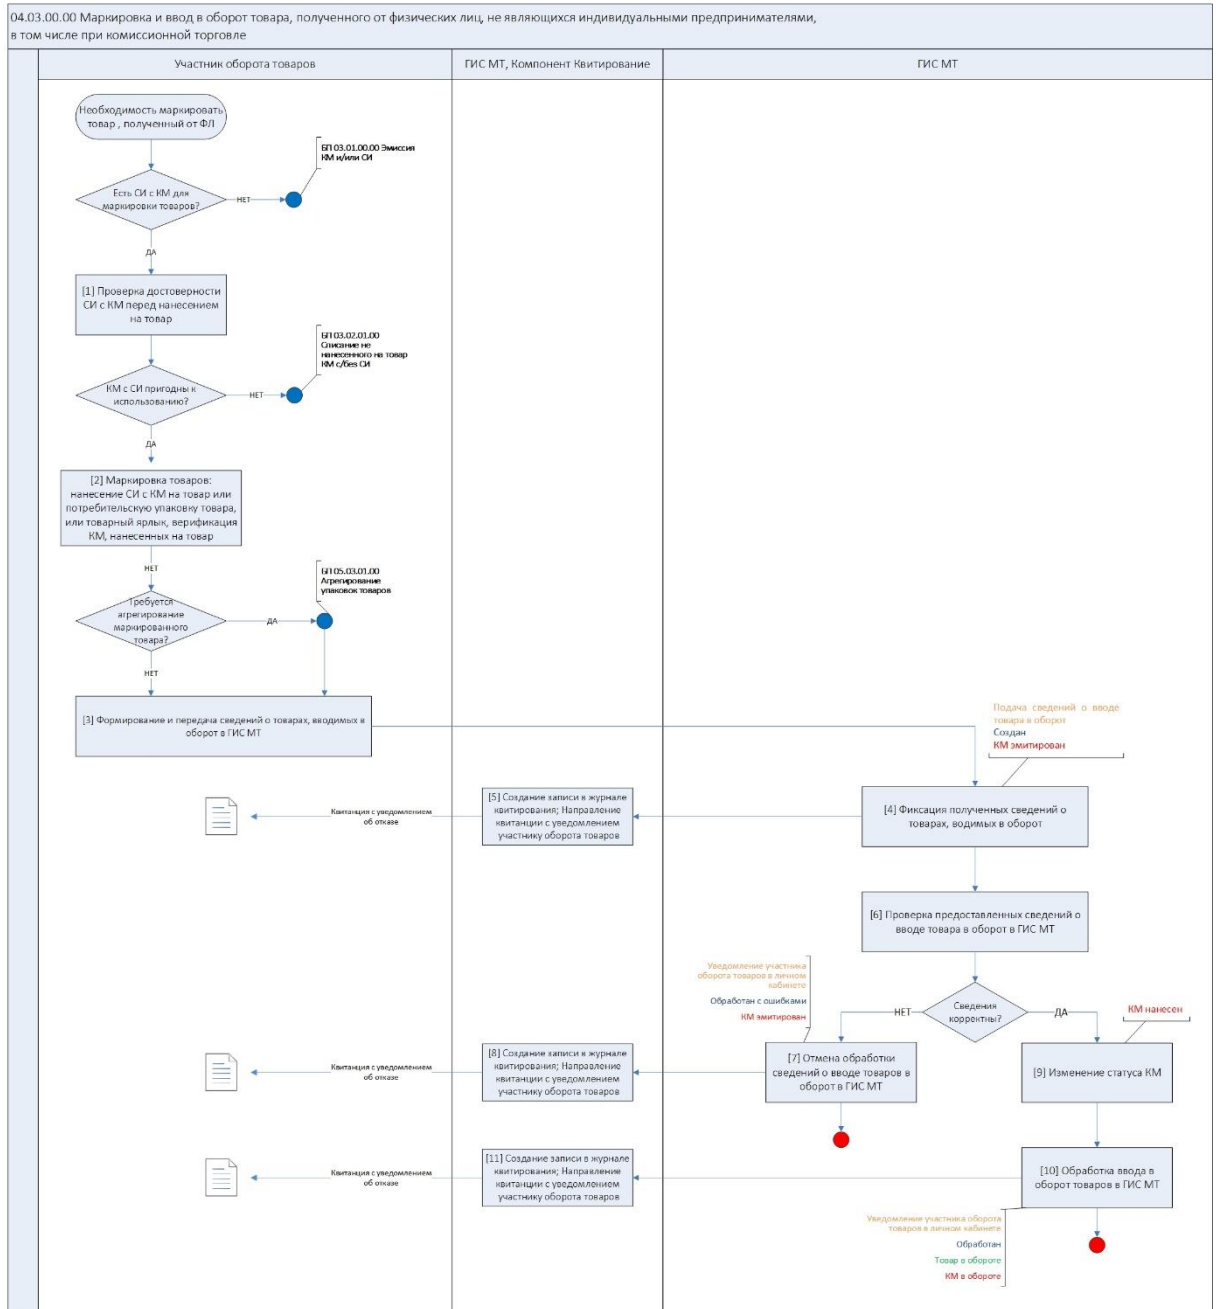 04.03.00.00 Маркировка и ввод в оборот товара, полученного от физических лиц, не являющихся индивидуальными предпринимателями,
в том числе при комиссионной торговле
Участник оборота товаров
ГИС МТ, Компонент Квитирование
ГИС МТ
Необходимость маркировать
товар , полученный от ФЛ
БП 03.01.00.00 Эмиссия
КМ и/или СИ
Есть СИ с КМ для
маркировки товаров?
НЕТ
ДА
[1] Проверка достоверности
СИ с КМ перед нанесением
на товар
БП 03.02.01.00
Списание не
нанесенного на товар
КМ с/без СИ
КМ с СИ пригодны к
использованию?
НЕТ
ДА
[2] Маркировка товаров:
нанесение СИ с КМ на товар или
потребительскую упаковку товара,
или товарный ярлык, верификация
КМ, нанесенных на товар
НЕТ
БП 05.03.01.00
Агрегирование
упаковок товаров
Требуется
агрегирование
маркированного
товара?
ДА
НЕТ
[3] Формирование и передача сведений о товарах, вводимых в
оборот в ГИС МТ
Подача сведений о вводе
товара в оборот
Создан
КМ эмитирован
[4] Фиксация полученных сведений о
товарах, водимых в оборот
[5] Создание записи в журнале
квитирования; Направление
квитанции с уведомлением
участнику оборота товаров
Квитанция с уведомлением
об отказе
[6] Проверка предоставленных сведений о
вводе товара в оборот в ГИС МТ
Уведомление участника
оборота товаров в личном
кабинете
Обработан с ошибками
КМ эмитирован
Сведения
корректны?
НЕТ
ДА
КМ нанесен
[7] Отмена обработки
сведений о вводе товаров в
оборот в ГИС МТ
[8] Создание записи в журнале
квитирования; Направление
квитанции с уведомлением
участнику оборота товаров
Квитанция с уведомлением
об отказе
[9] Изменение статуса КМ
[10] Обработка ввода в
оборот товаров в ГИС МТ
[11] Создание записи в журнале
квитирования; Направление
квитанции с уведомлением
участнику оборота товаров
Квитанция с уведомлением
об отказе
Уведомление участника оборота
товаров в личном кабинете
Обработан
Товар в обороте
КМ в обороте